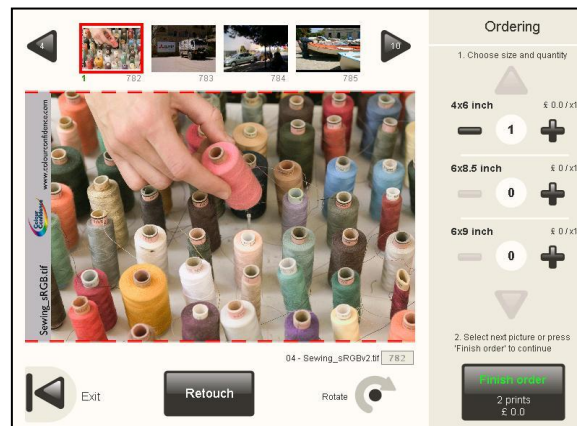 4
10
1 782
783
784
785
www.colourconfidence.com
Colour Confidence
Sewing_sRGB.tif
04 - Sewing_sRGBv2.tif 782
Exit
Retouch
Rotate
Ordering
1. Choose size and quantity
4x6 inch £ 0.0 /x1
1
6x8.5 inch £ 0 /x1
0
6x9 inch £ 0 /x1
0
2. Select next picture or press
'Finish order' to continue
Finish order
2 prints
£ 0.0